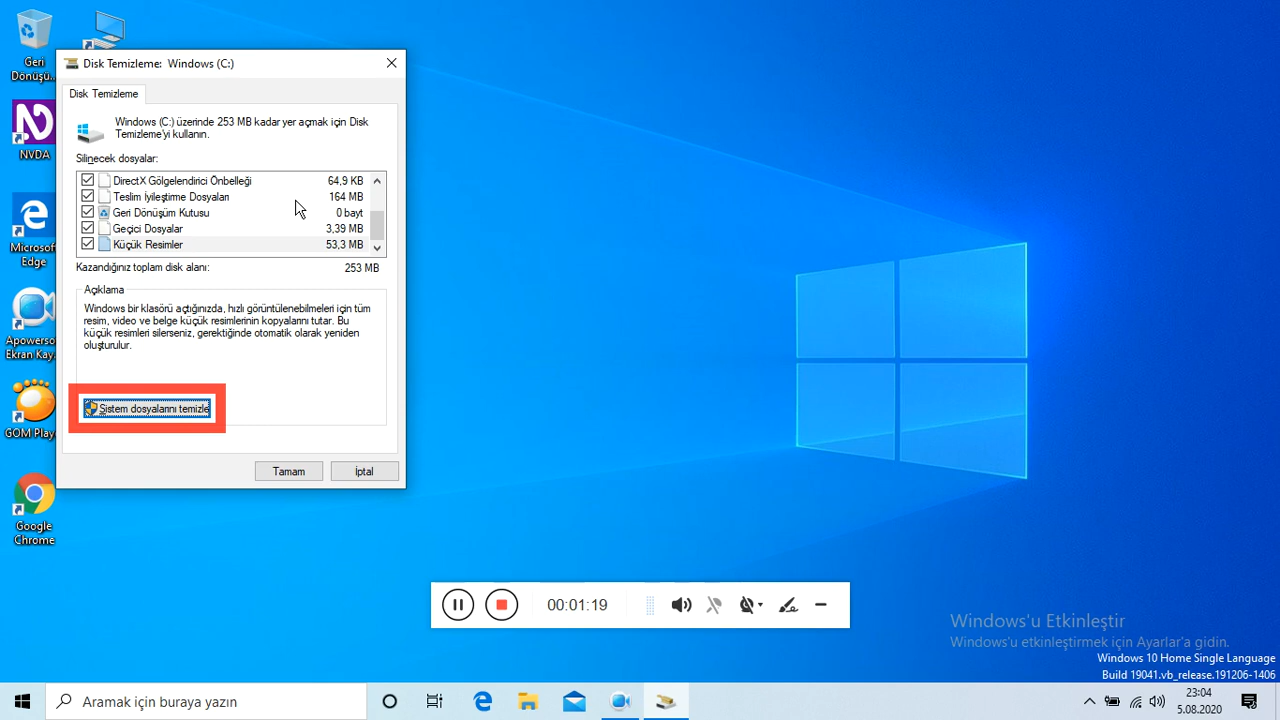 Geri
Dönüşü...
NVDA
Microsoft
Edge
Apowerso
Ekran Kay...
GOM Play
Google
Chrome
Disk Temizleme: Windows (C:)
Disk Temizleme
Windows (C:) üzerinde 253 MB kadar yer açmak için Disk
Temizleme'yi kullanın.
Silinecek dosyalar:
DirectX Gölgelendirici Önbelleği 64,9 KB
Teslim İyileştirme Dosyaları 164 MB
Geri Dönüşüm Kutusu 0 bayt
Geçici Dosyalar 3,39 MB
Küçük Resimler 53,3 MB
Kazandığınız toplam disk alanı: 253 MB
Açıklama
Windows bir klasörü açtığınızda, hızlı görüntülenebilmeleri için tüm
resim, video ve belge küçük resimlerinin kopyalarını tutar. Bu
küçük resimleri silerseniz, gerektiğinde otomatik olarak yeniden
oluşturulur.
Sistem dosyalarını temizle
Tamam İptal
00:01:19
Windows'u Etkinleştir
Windows'u etkinleştirmek için Ayarlar'a gidin.
Windows 10 Home Single Language
Build 19041.vb_release.191206-1406
Aramak için buraya yazın
23:04
5.08.2020